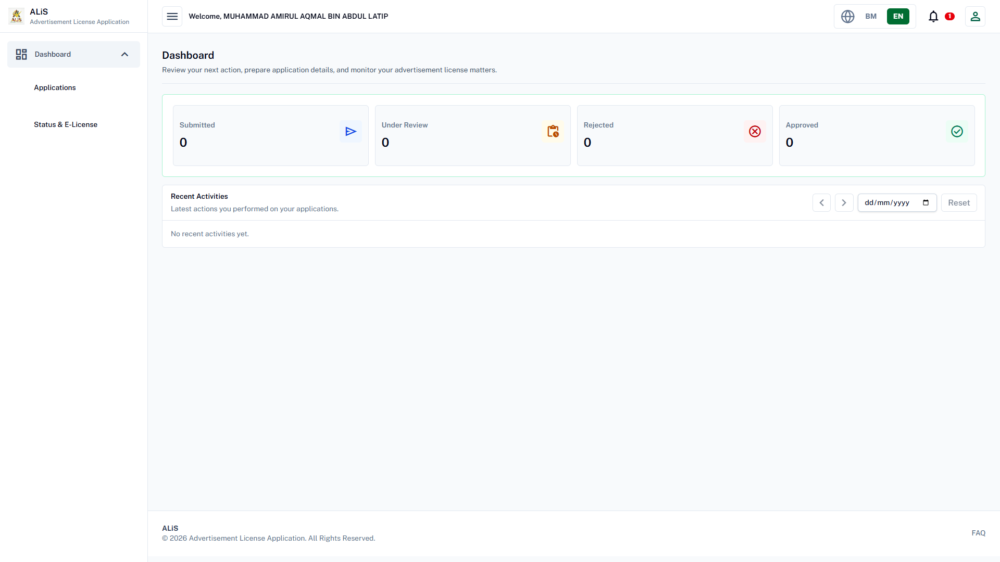 ALiS
Advertisement License Application
Dashboard
Applications
Status & E-License
Welcome, MUHAMMAD AMIRUL AQMAL BIN ABDUL LATIP
BM
EN
1
Dashboard
Review your next action, prepare application details, and monitor your advertisement license matters.
Submitted
0
Under Review
0
Rejected
0
Approved
0
Recent Activities
Latest actions you performed on your applications.
dd/mm/yyyy
Reset
No recent activities yet.
ALiS
© 2026 Advertisement License Application. All Rights Reserved.
FAQ